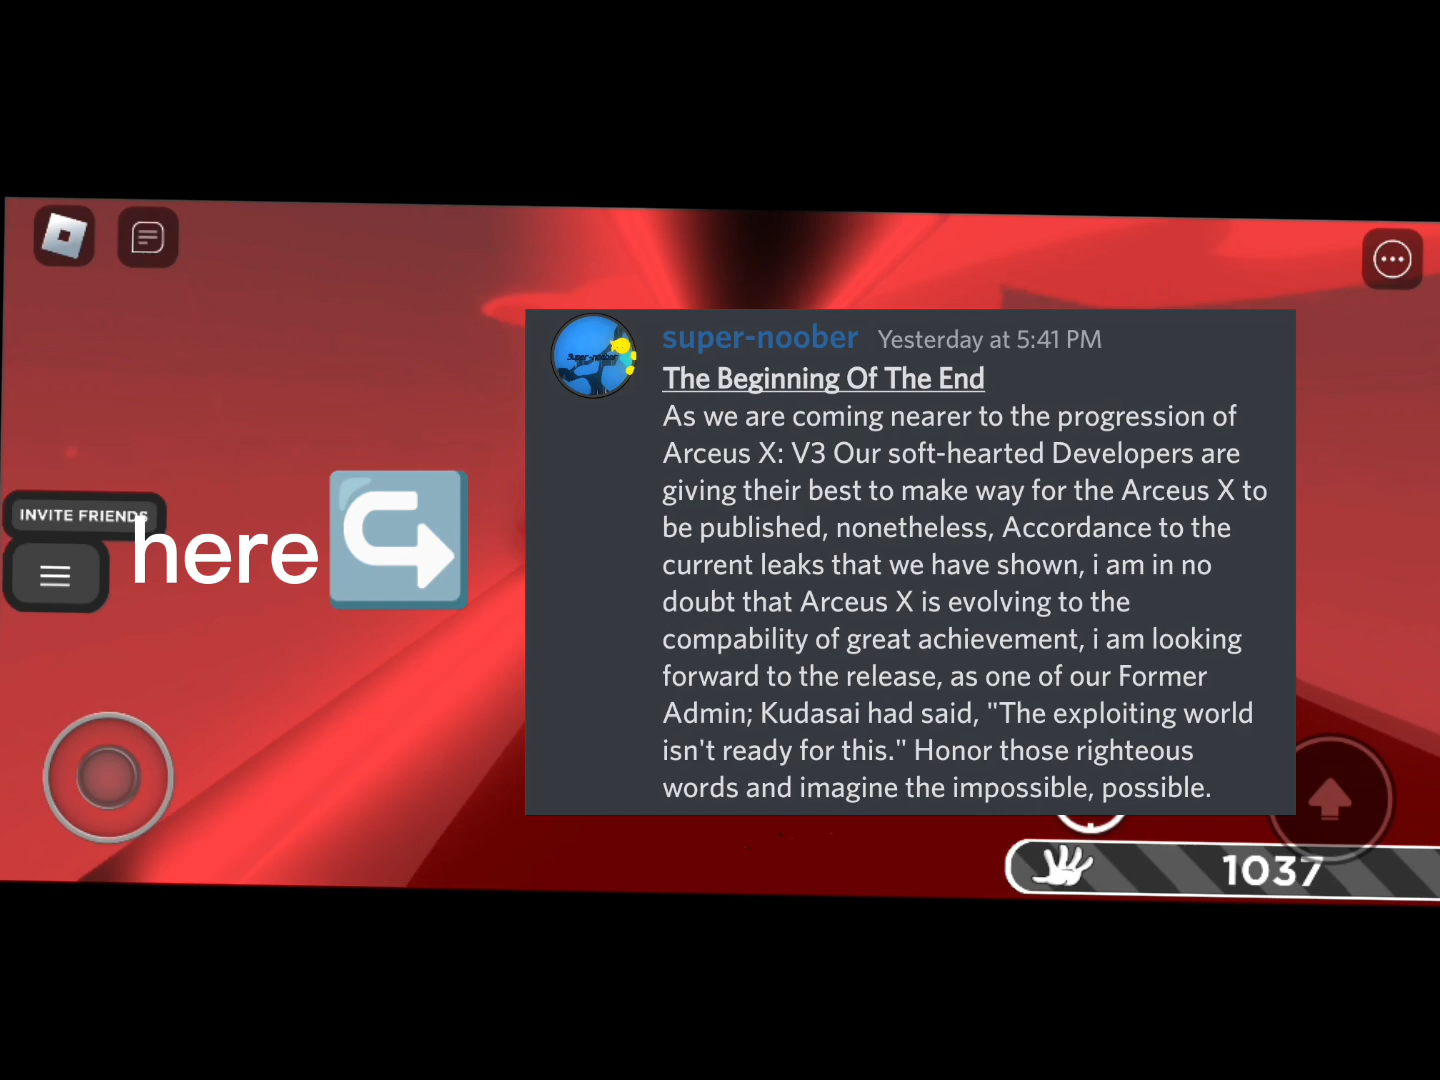 super-noober Yesterday at 5:41 PM
The Beginning Of The End
As we are coming nearer to the progression of
Arceus X: V3 Our soft-hearted Developers are
giving their best to make way for the Arceus X to
be published, nonetheless, Accordance to the
current leaks that we have shown, i am in no
doubt that Arceus X is evolving to the
compability of great achievement, i am looking
forward to the release, as one of our Former
Admin; Kudasai had said, "The exploiting world
isn't ready for this." Honor those righteous
words and imagine the impossible, possible.
INVITE FRIENDS
here
Super-noober
1037